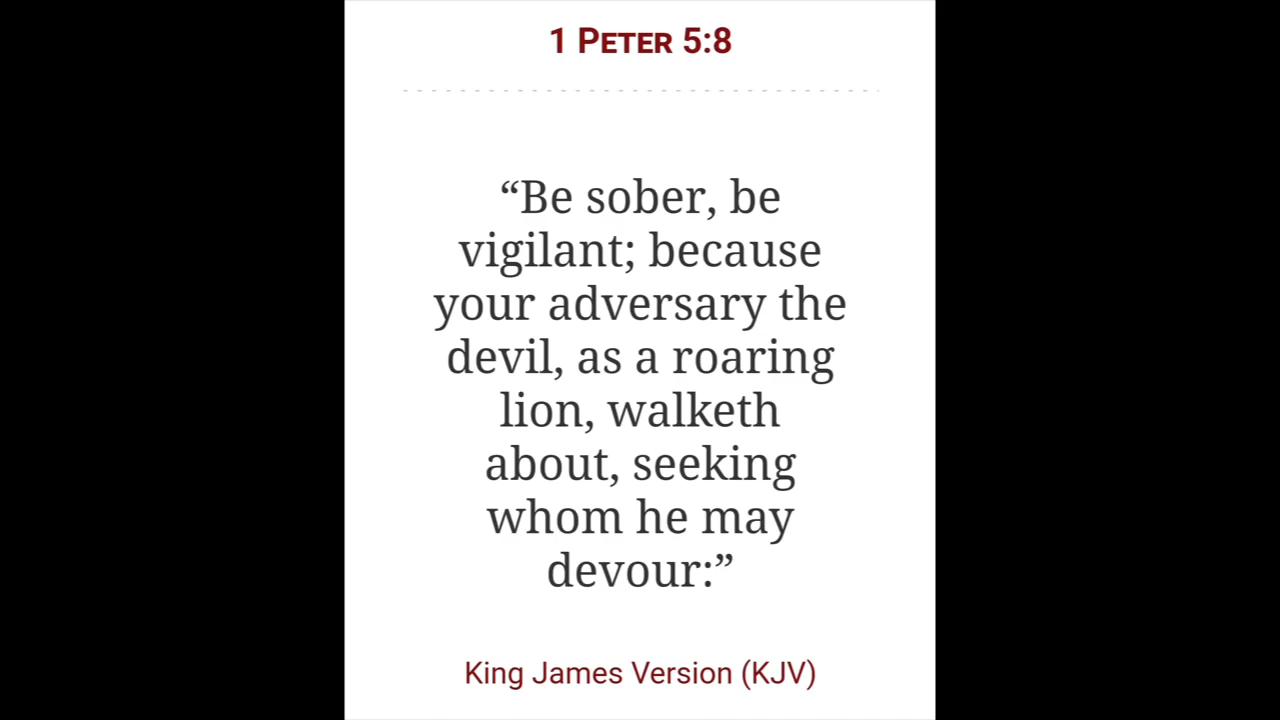 1 Peter 5:8
“Be sober, be
vigilant; because
your adversary the
devil, as a roaring
lion, walketh
about, seeking
whom he may
devour:”
King James Version (KJV)